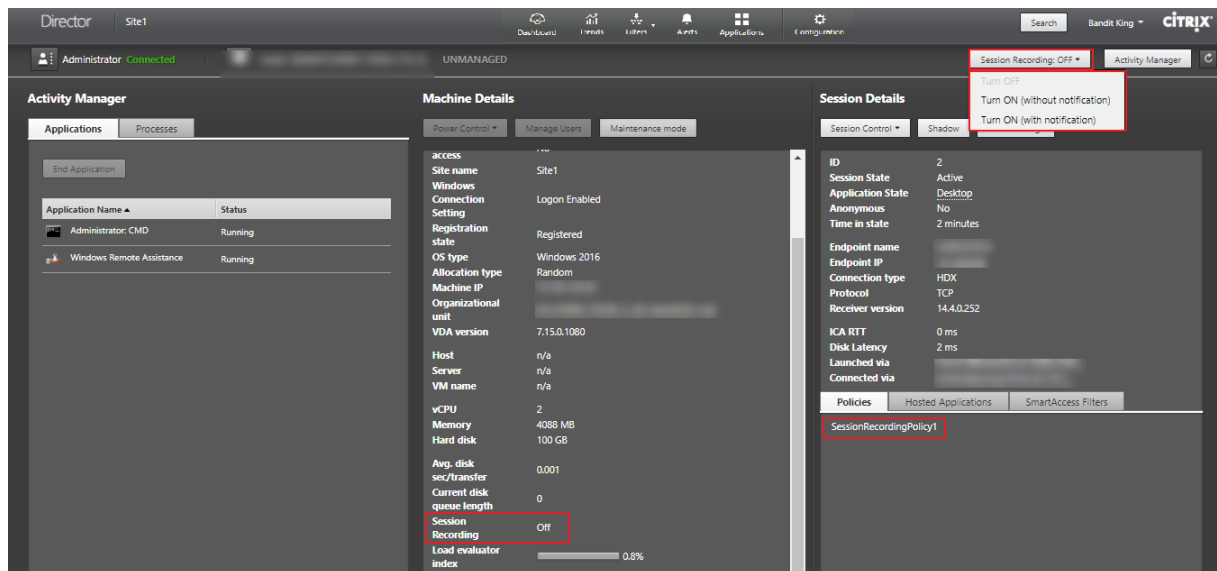 Director Site1
Dashboard Trends Filters Alerts Applications Configuration
Search Bandit King CİTRIX
Administrator Connected UNMANAGED
Session Recording: OFF Activity Manager
Turn OFF
Turn ON (without notification)
Turn ON (with notification)
Activity Manager
Applications Processes
End Application
Application Name Status
Administrator: CMD Running
Windows Remote Assistance Running
Machine Details
Power Control Manage Users Maintenance mode
access No
Site name Site1
Windows
Connection Logon Enabled
Setting
Registration
state Registered
OS type Windows 2016
Allocation type Random
Machine IP
Organizational
unit
VDA version 7.15.0.1080
Host n/a
Server n/a
VM name n/a
vCPU 2
Memory 4088 MB
Hard disk 100 GB
Avg. disk
sec/transfer 0.001
Current disk
queue length 0
Session
Recording Off
Load evaluator
index 0.8%
Session Details
Session Control Shadow
ID 2
Session State Active
Application State Desktop
Anonymous No
Time in state 2 minutes
Endpoint name
Endpoint IP
Connection type HDX
Protocol TCP
Receiver version 14.4.0.252
ICA RTT 0 ms
Disk Latency 2 ms
Launched via
Connected via
Policies Hosted Applications SmartAccess Filters
SessionRecordingPolicy1